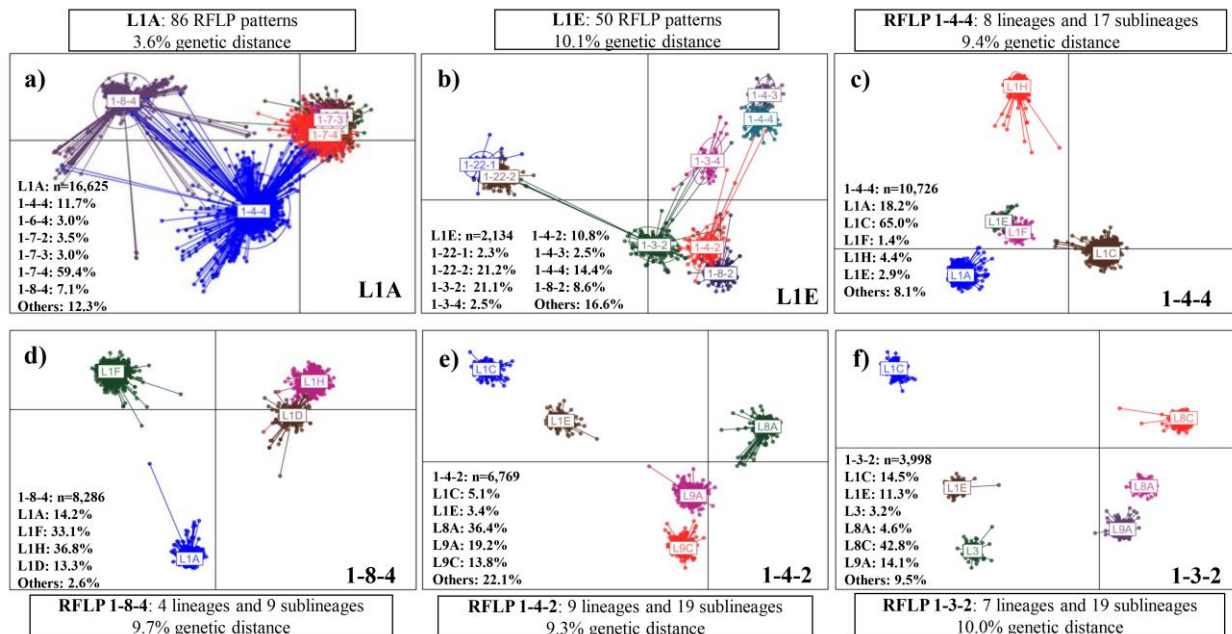 L1A: 86 RFLP patterns
3.6% genetic distance
L1E: 50 RFLP patterns
10.1% genetic distance
RFLP 1-4-4: 8 lineages and 17 sublineages
9.4% genetic distance
a)
1-8-4
1-7-3
1-7-4
1-4-4
L1A: n=16,625
1-4-4: 11.7%
1-6-4: 3.0%
1-7-2: 3.5%
1-7-3: 3.0%
1-7-4: 59.4%
1-8-4: 7.1%
Others: 12.3%
L1A
b)
1-4-3
1-4-4
1-3-4
1-22-1
1-22-2
1-3-2
1-4-2
1-8-2
L1E: n=2,134
1-22-1: 2.3%
1-22-2: 21.2%
1-3-2: 21.1%
1-3-4: 2.5%
1-4-2: 10.8%
1-4-3: 2.5%
1-4-4: 14.4%
1-8-2: 8.6%
Others: 16.6%
L1E
c)
L1H
L1E
L1F
L1C
L1A
1-4-4: n=10,726
L1A: 18.2%
L1C: 65.0%
L1F: 1.4%
L1H: 4.4%
L1E: 2.9%
Others: 8.1%
1-4-4
d)
L1F
L1H
L1D
L1A
1-8-4: n=8,286
L1A: 14.2%
L1F: 33.1%
L1H: 36.8%
L1D: 13.3%
Others: 2.6%
1-8-4
e)
L1C
L1E
L8A
L9A
L9C
1-4-2: n=6,769
L1C: 5.1%
L1E: 3.4%
L8A: 36.4%
L9A: 19.2%
L9C: 13.8%
Others: 22.1%
1-4-2
f)
L1C
L8C
L1E
L8A
L9A
L3
1-3-2: n=3,998
L1C: 14.5%
L1E: 11.3%
L3: 3.2%
L8A: 4.6%
L8C: 42.8%
L9A: 14.1%
Others: 9.5%
1-3-2
RFLP 1-8-4: 4 lineages and 9 sublineages
9.7% genetic distance
RFLP 1-4-2: 9 lineages and 19 sublineages
9.3% genetic distance
RFLP 1-3-2: 7 lineages and 19 sublineages
10.0% genetic distance